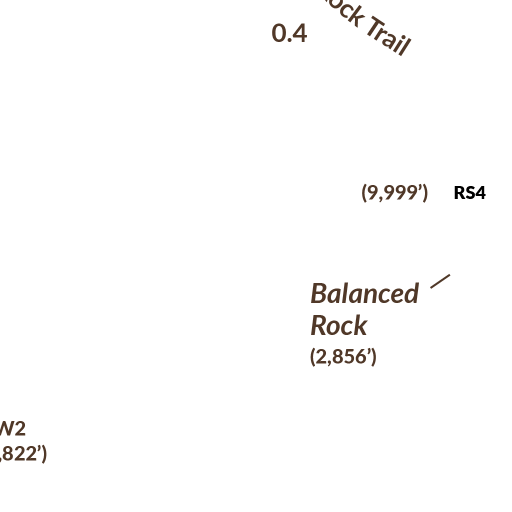 ock Trail
0.4
(9,999’) RS4
Balanced
Rock
(2,856’)
W2
,822’)